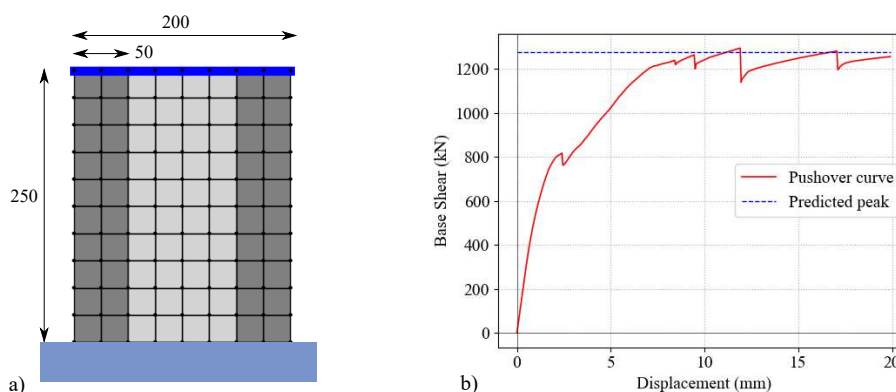 200
50
250
a)
Base Shear (kN)
1200
1000
800
600
400
200
0
Pushover curve
Predicted peak
0 5 10 15 20
Displacement (mm)
b)